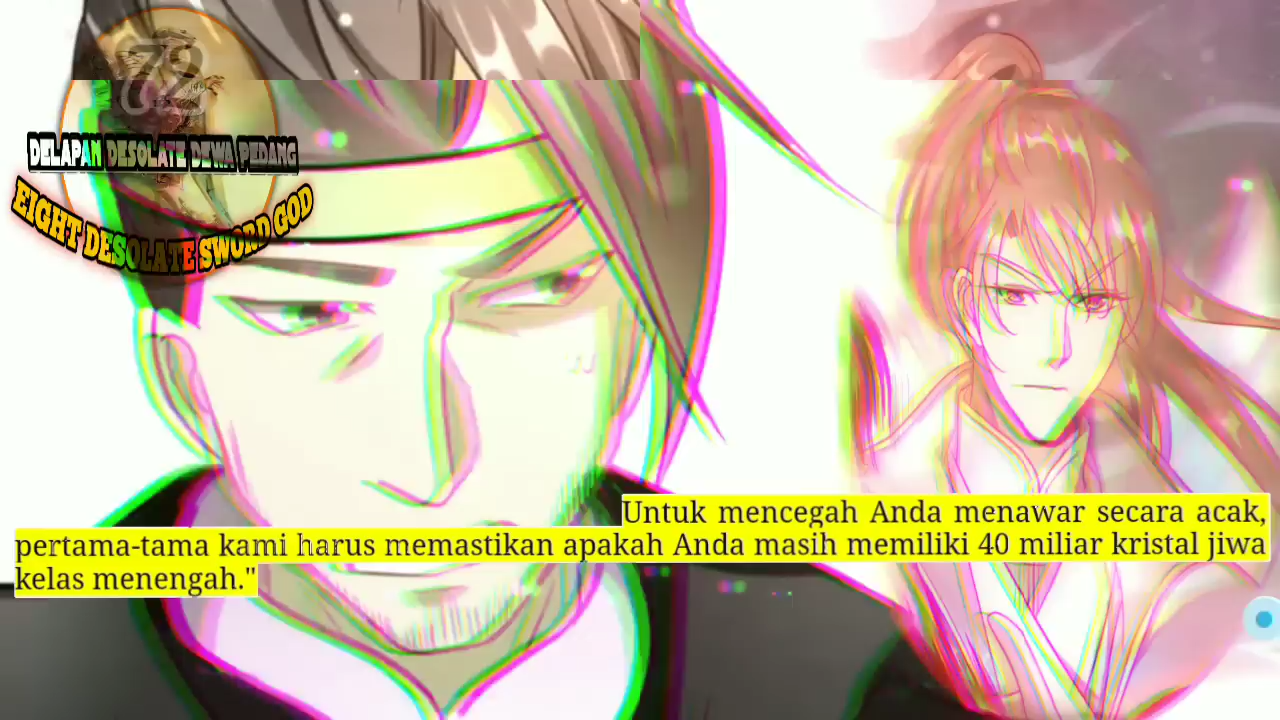 72
DELAPAN DESOLATE DEWA PEDANG
EIGHT DESOLATE SWORD GOD
Untuk mencegah Anda menawar secara acak,
pertama-tama kami harus memastikan apakah Anda masih memiliki 40 miliar kristal jiwa
kelas menengah."